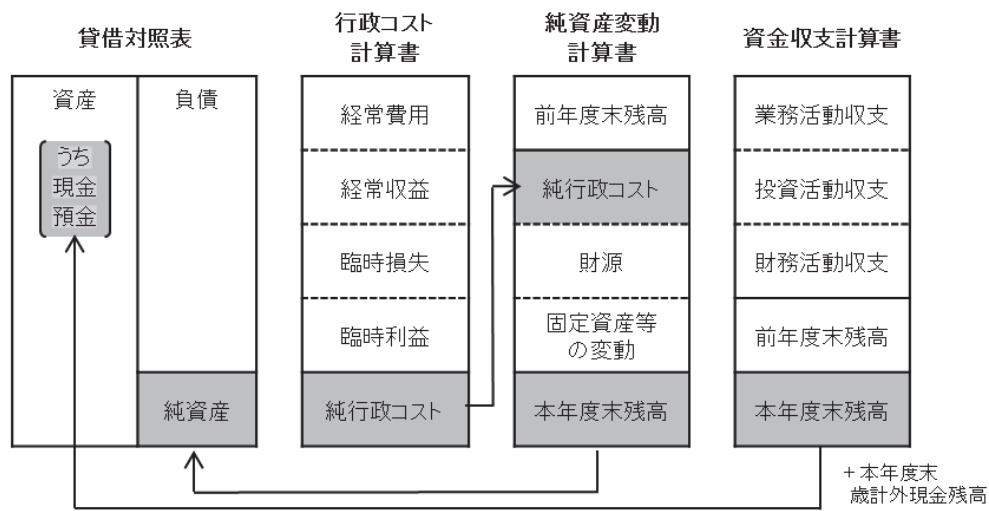 貸借対照表
資産
うち
現金
預金
負債
純資産
行政コスト
計算書
経常費用
経常収益
臨時損失
臨時利益
純行政コスト
純資産変動
計算書
前年度末残高
純行政コスト
財源
固定資産等
の変動
本年度末残高
資金収支計算書
業務活動収支
投資活動収支
財務活動収支
前年度末残高
本年度末残高
+本年度末
歳計外現金残高